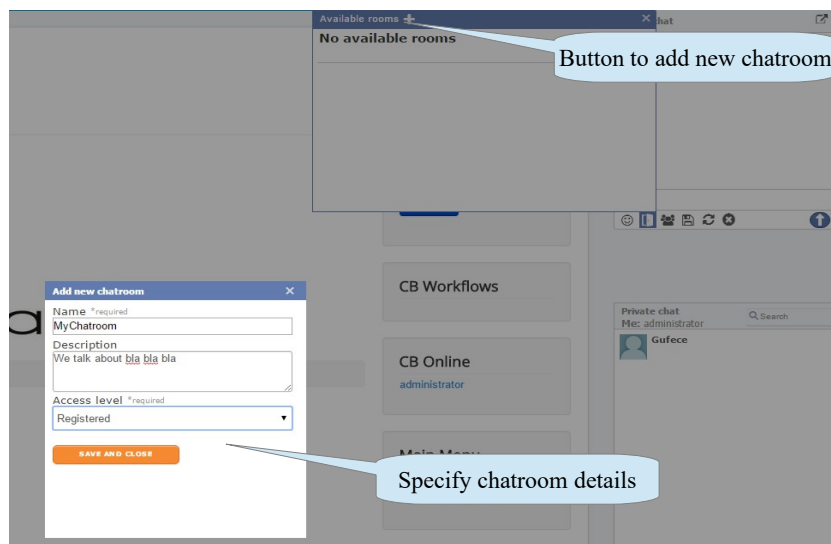 Available rooms
hat
No available rooms
Button to add new chatroom
CB Workflows
Add new chatroom
Name *required
MyChatroom
Description
We talk about bla bla bla
Access level *required
Registered
SAVE AND CLOSE
Private chat
Me: administrator
Search
Gufece
CB Online
administrator
Main Menu
Specify chatroom details